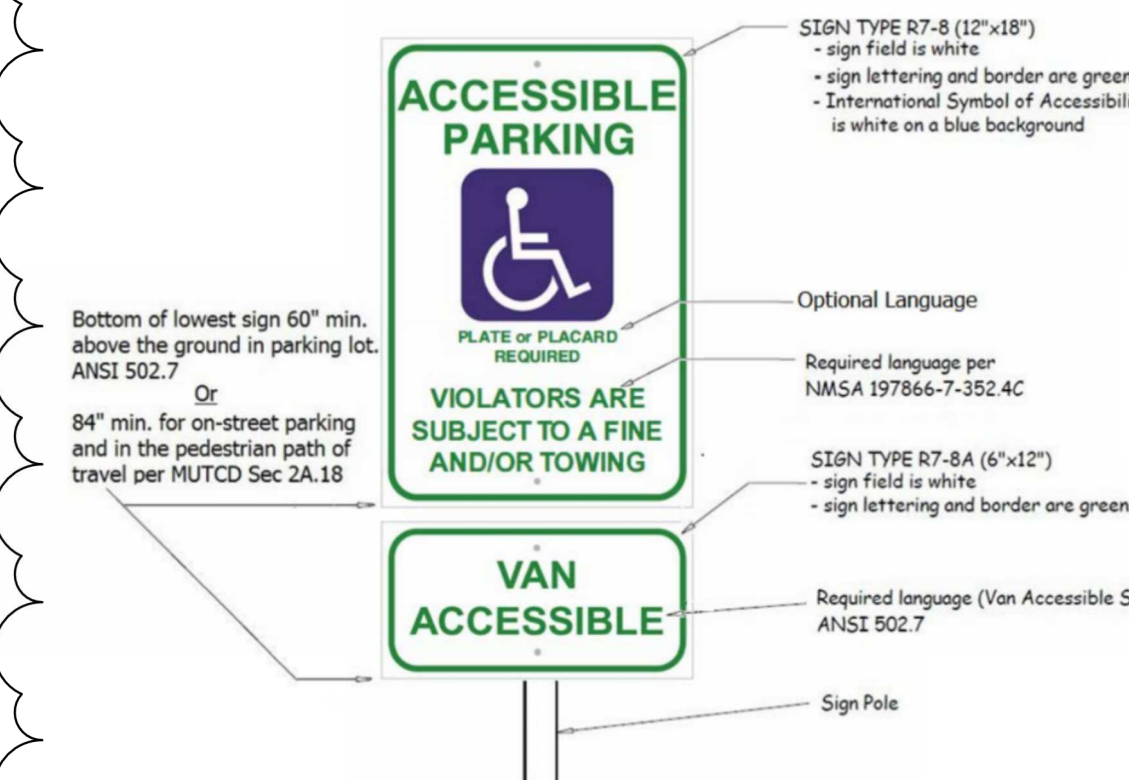 SIGN TYPE R7-8 (12"x18")
- sign field is white
- sign lettering and border are green
- International Symbol of Accessibili
is white on a blue background
ACCESSIBLE
PARKING
Optional Language
PLATE or PLACARD
REQUIRED
Required language per
NMSA 197866-7-352.4C
VIOLATORS ARE
SUBJECT TO A FINE
AND/OR TOWING
Bottom of lowest sign 60" min.
above the ground in parking lot.
ANSI 502.7
Or
84" min. for on-street parking
and in the pedestrian path of
travel per MUTCD Sec 2A.18
SIGN TYPE R7-8A (6"x12")
- sign field is white
- sign lettering and border are green
VAN
ACCESSIBLE
Required language (Van Accessible S
ANSI 502.7
Sign Pole